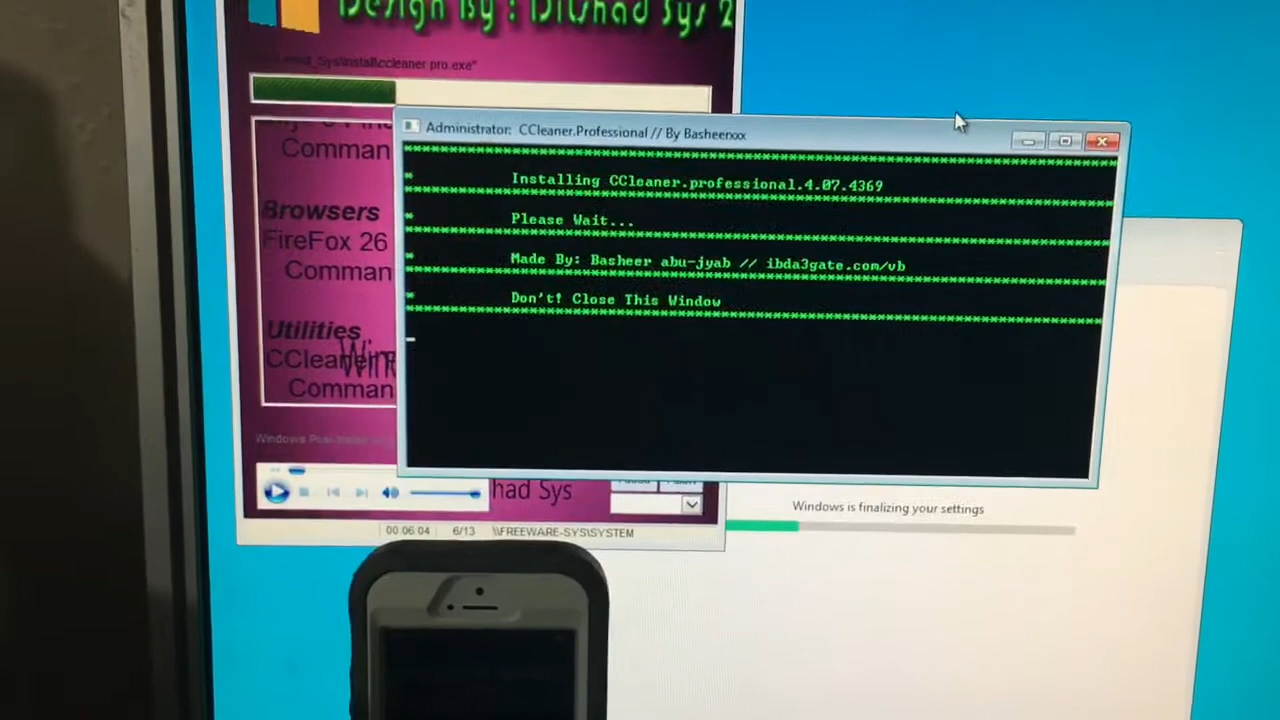 Design By : Dilshad Sys 2
Sys\install\ccleaner pro.exe"
Comman
Browsers
FireFox 26
Comman
Utilities
CCleaner
Comman
had Sys
00:06:04 6/13 \\FREEWARE-SYS\SYSTEM
Administrator: CCleaner.Professional // By Basheenxx
Installing CCleaner.professional.4.07.4369
Please Wait...
Made By: Basheer abu-jyab // ibda3gate.com/vb
Don't! Close This Window
Windows is finalizing your settings